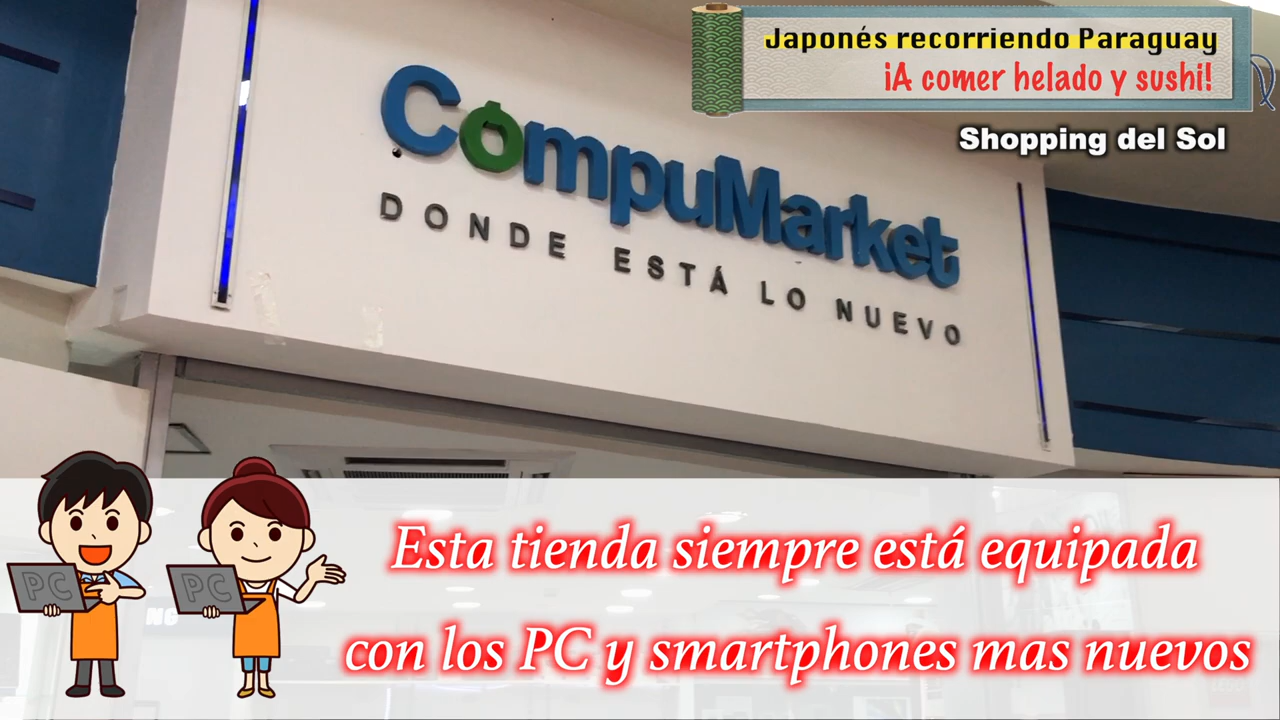 Japonés recorriendo Paraguay
¡A comer helado y sushi!
Shopping del Sol
CompuMarket
DONDE ESTÁ LO NUEVO
PC
PC
Esta tienda siempre está equipada
con los PC y smartphones mas nuevos